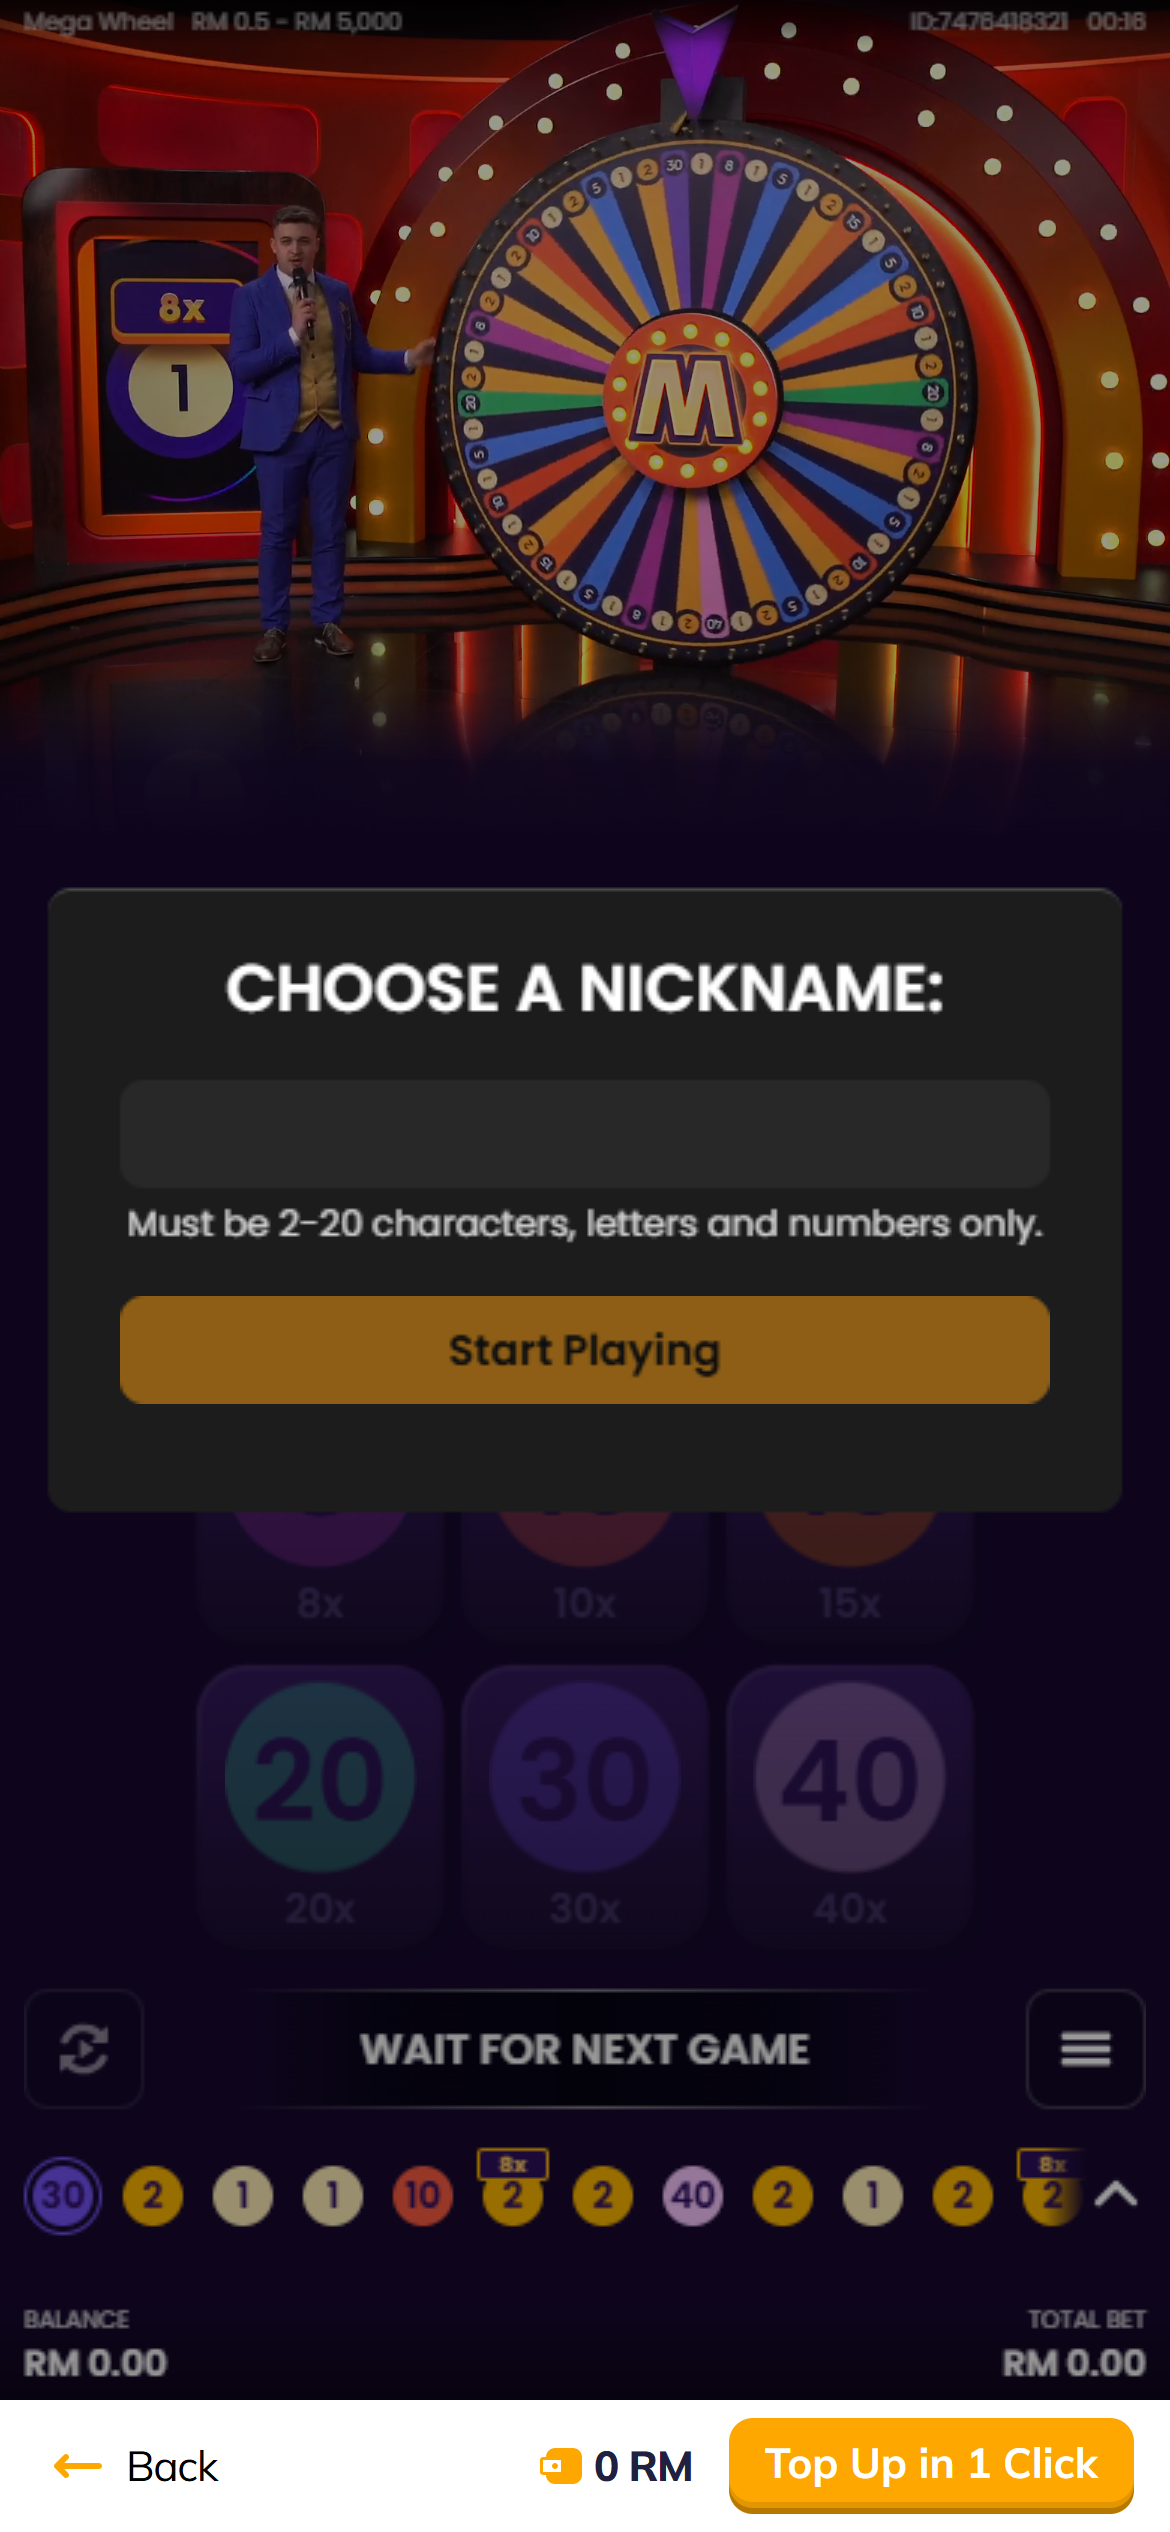 Mega Wheel RM 0.5 - RM 5,000
ID:7476418321 00:16
8x
1
M
CHOOSE A NICKNAME:
Must be 2-20 characters, letters and numbers only.
Start Playing
8x 10x 15x
20 30 40
20x 30x 40x
WAIT FOR NEXT GAME
8x 8x
30 2 1 1 10 2 2 40 2 1 2 2
BALANCE
TOTAL BET
RM 0.00
RM 0.00
Back
0 RM
Top Up in 1 Click